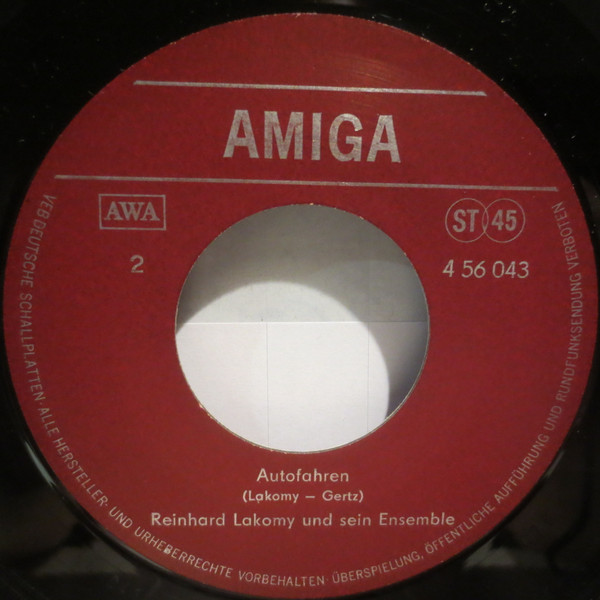 AMIGA
AWA
ST 45
2
4 56 043
Autofahren
(Lakomy — Gertz)
Reinhard Lakomy und sein Ensemble
VEB DEUTSCHE SCHALLPLATTEN · ALLE HERSTELLER- UND URHEBERRECHTE VORBEHALTEN · ÜBERSPIELUNG, ÖFFENTLICHE AUFFÜHRUNG UND RUNDFUNKSENDUNG VERBOTEN